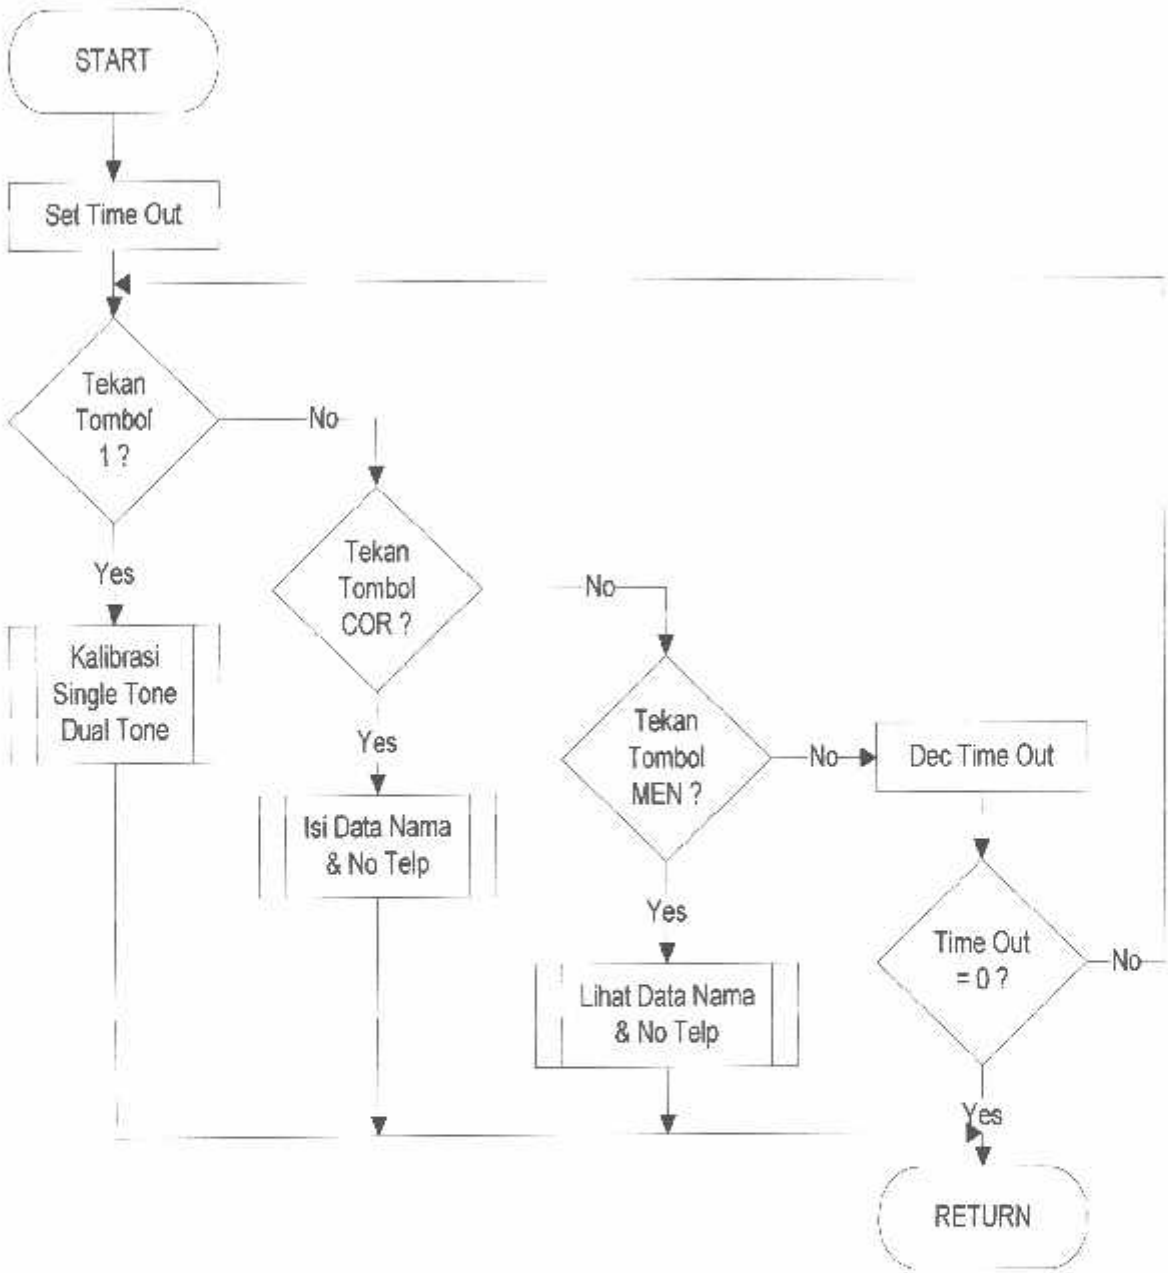 START
Set Time Out
Tekan
Tombol
1 ?
No
Yes
Kalibrasi
Single Tone
Dual Tone
Tekan
Tombol
COR ?
No
Yes
Isi Data Nama
& No Telp
Tekan
Tombol
MEN ?
No
Yes
Lihat Data Nama
& No Telp
Dec Time Out
Time Out
= 0 ?
No
Yes
RETURN